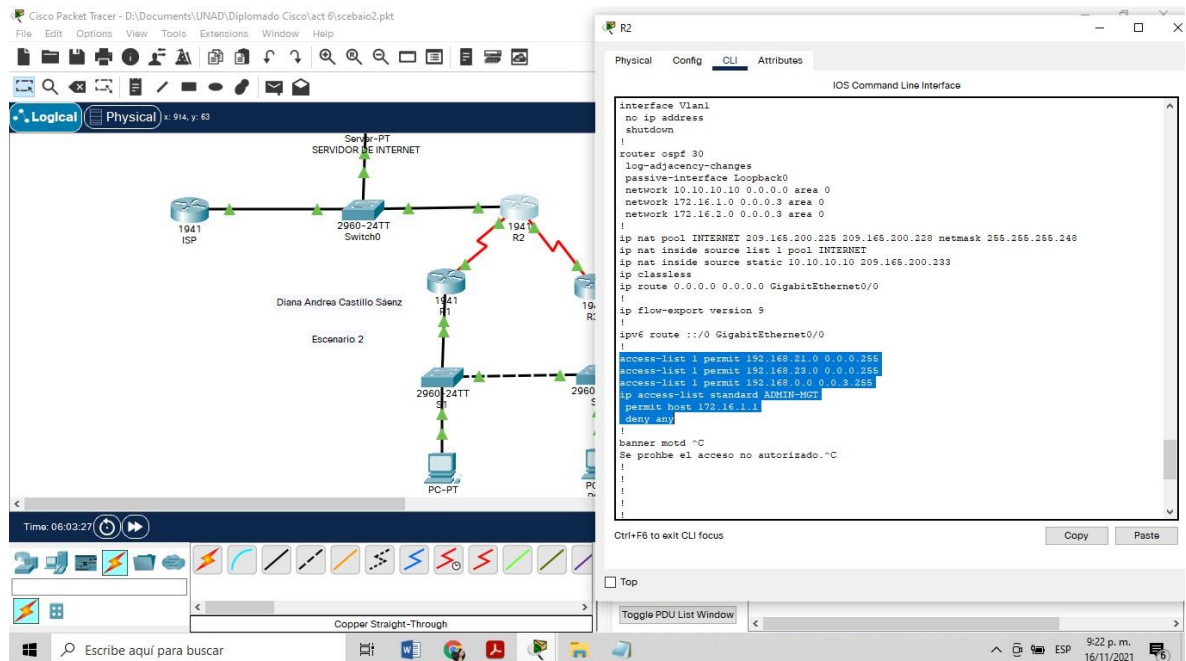 Cisco Packet Tracer - D:\Documents\UNAD\Diplomado Cisco\act 6\scebaio2.pkt
File Edit Options View Tools Extensions Window Help
Logical
Physical
x: 914, y: 63
Server-PT
SERVIDOR DE INTERNET
1941
ISP
2960-24TT
Switch0
1941
R2
1941
R1
Diana Andrea Castillo Sáenz
Escenario 2
2960-24TT
S1
2960
PC-PT
Time: 06:03:27
Copper Straight-Through
R2
Physical Config CLI Attributes
IOS Command Line Interface
interface Vlan1
no ip address
shutdown
!
router ospf 30
log-adjacency-changes
passive-interface Loopback0
network 10.10.10.10 0.0.0.0 area 0
network 172.16.1.0 0.0.0.3 area 0
network 172.16.2.0 0.0.0.3 area 0
!
ip nat pool INTERNET 209.165.200.225 209.165.200.228 netmask 255.255.255.248
ip nat inside source list 1 pool INTERNET
ip nat inside source static 10.10.10.10 209.165.200.233
ip classless
ip route 0.0.0.0 0.0.0.0 GigabitEthernet0/0
!
ip flow-export version 9
!
ipv6 route ::/0 GigabitEthernet0/0
!
access-list 1 permit 192.168.21.0 0.0.0.255
access-list 1 permit 192.168.23.0 0.0.0.255
access-list 1 permit 192.168.0.0 0.0.3.255
ip access-list standard ADMIN-MGT
permit host 172.16.1.1
deny any
!
banner motd ^C
Se prohbe el acceso no autorizado.^C
!
!
!
!
!
Ctrl+F6 to exit CLI focus
Copy Paste
Top
Toggle PDU List Window
Escribe aquí para buscar
ESP
9:22 p. m.
16/11/2021
6